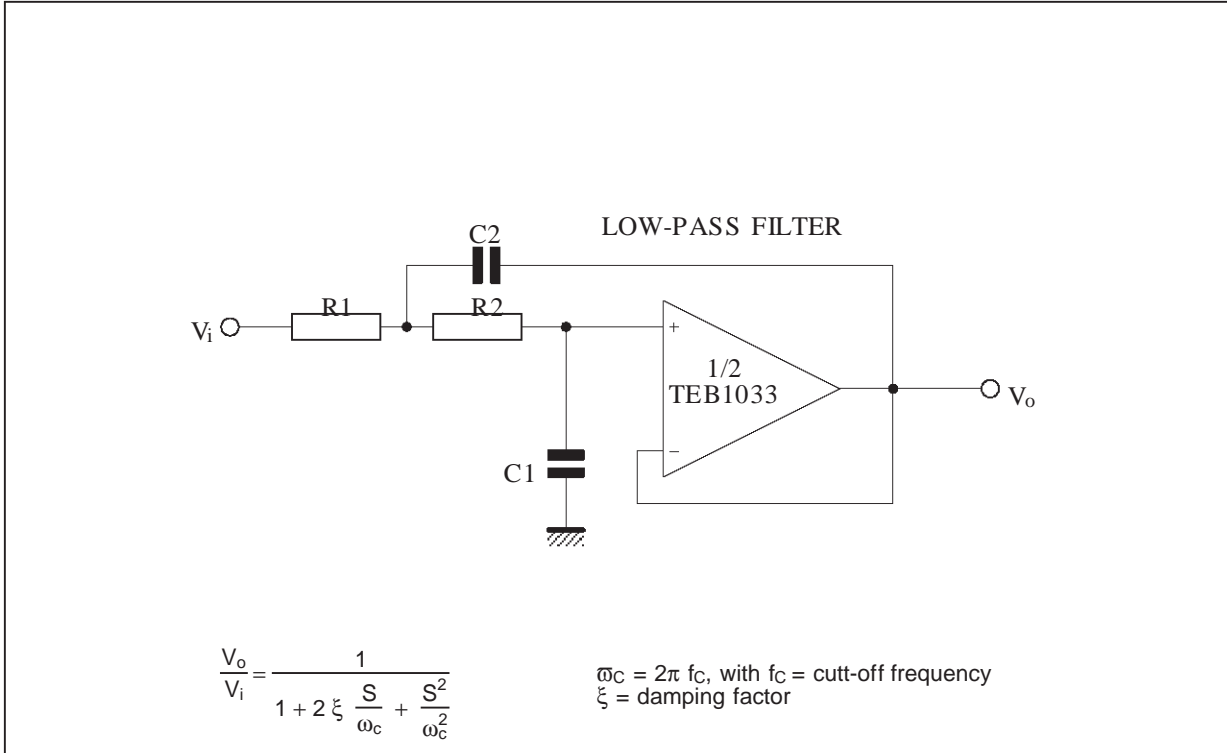 LOW-PASS FILTER
C2
R1
R2
Vi
+
1/2
TEB1033
Vo
−
C1
Vo
Vi
=
1
1 + 2 ξ S/ωc + S²/ωc²
ϖC = 2π fC, with fC = cutt-off frequency
ξ = damping factor